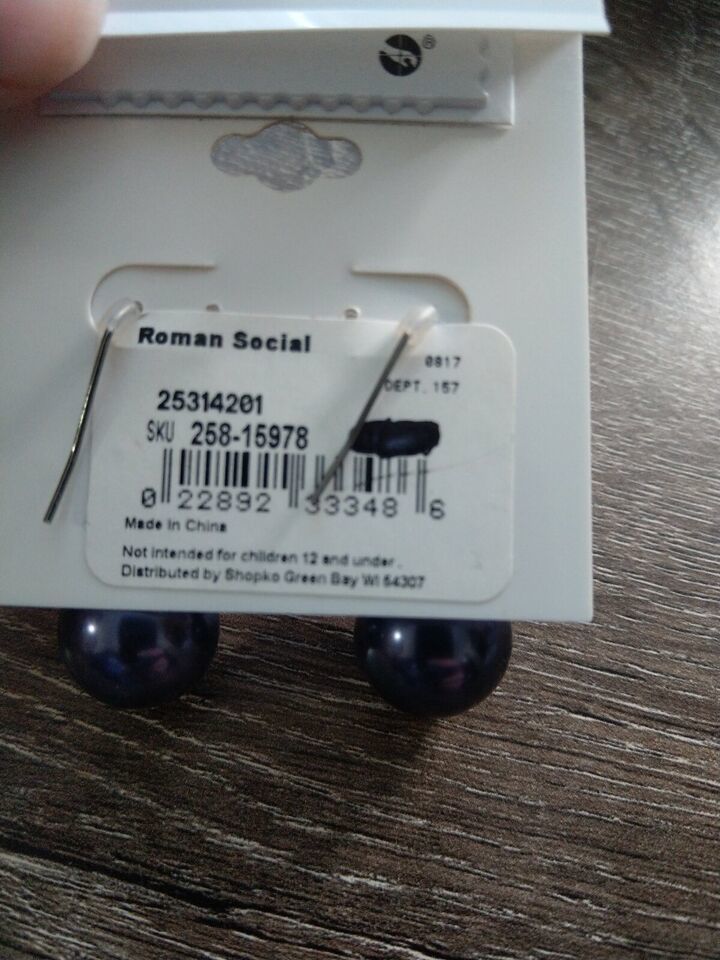 ®
Roman Social
0817
DEPT. 157
25314201
SKU 258-15978
0 22892 33348 6
Made in China
Not intended for children 12 and under.
Distributed by Shopko Green Bay WI 54307